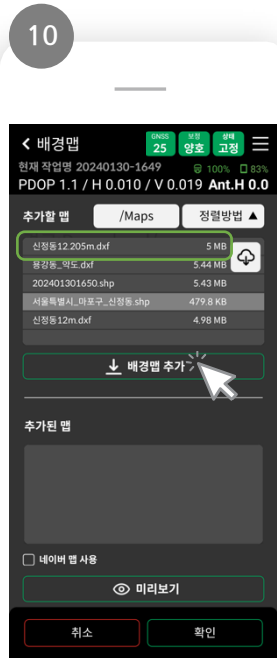 10
배경맵
GNSS 25
보정 양호
상태 고정
현재 작업명 20240130-1649 100% 83%
PDOP 1.1 / H 0.010 / V 0.019 Ant.H 0.0
추가할 맵 /Maps 정렬방법 ▲
신정동12.205m.dxf 5 MB
용강동_약도.dxf 5.44 MB
202401301650.shp 5.43 MB
서울특별시_마포구_신정동.shp 479.8 KB
신정동12m.dxf 4.98 MB
배경맵 추가
추가된 맵
네이버 맵 사용
미리보기
취소 확인